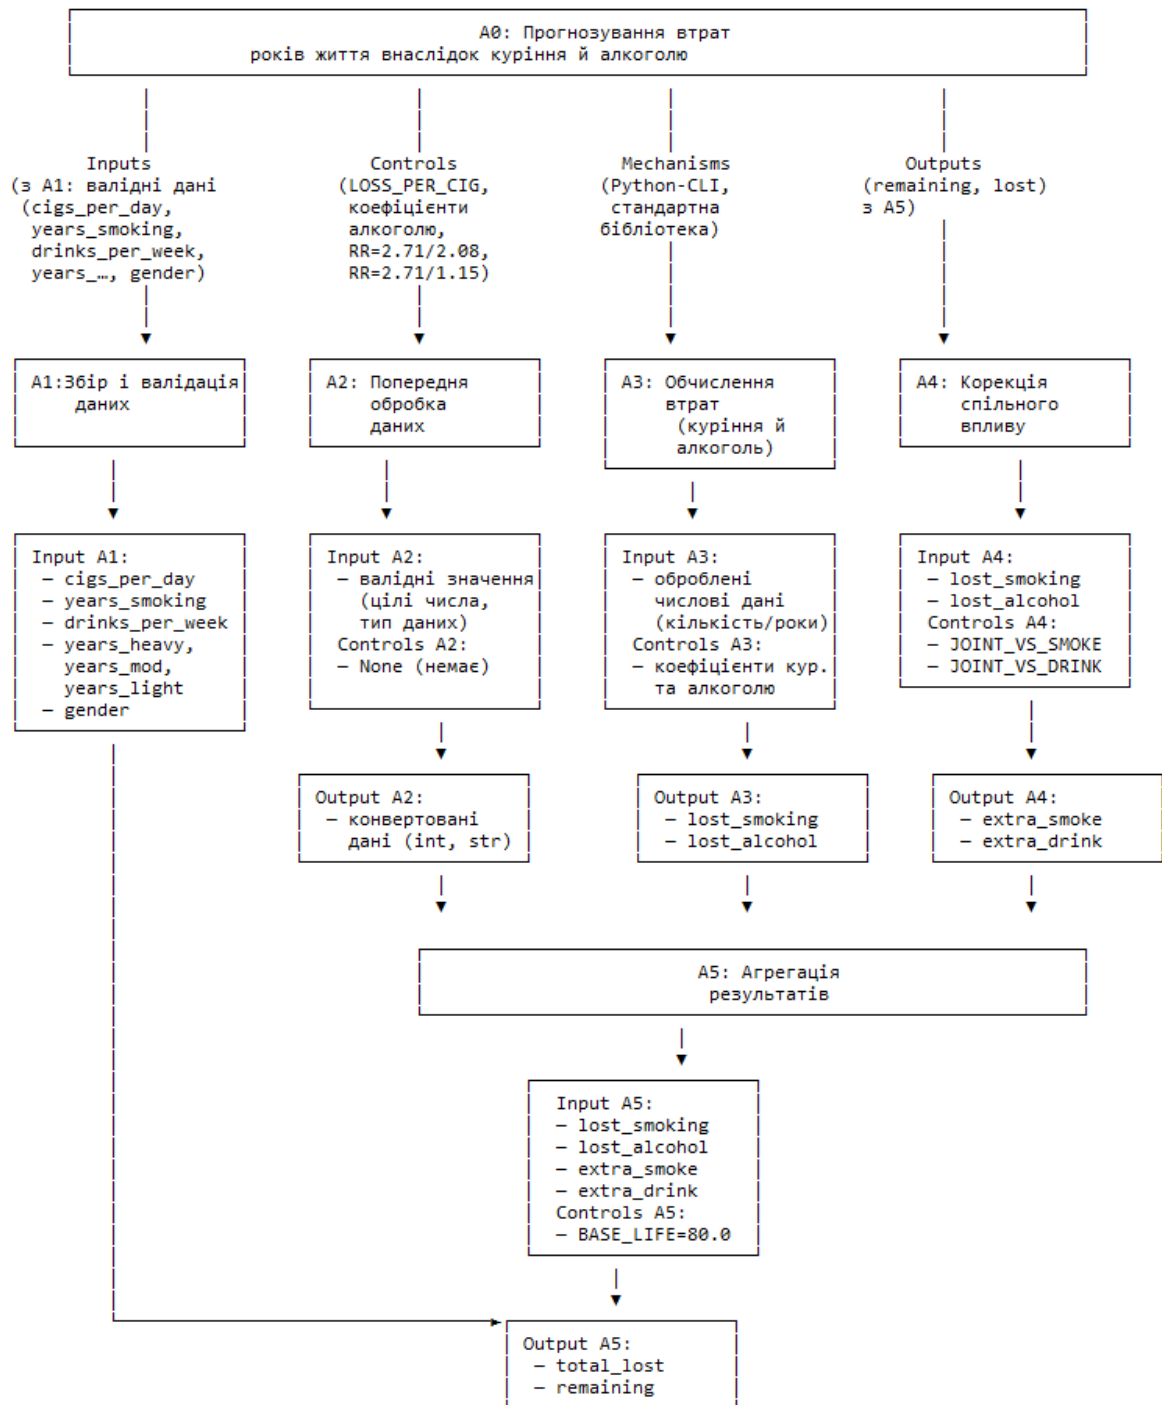 A0: Прогнозування втрат
років життя внаслідок куріння й алкоголю
Inputs
(з A1: валідні дані
(cigs_per_day,
years_smoking,
drinks_per_week,
years_…, gender)
Controls
(LOSS_PER_CIG,
коефіцієнти
алкоголю,
RR=2.71/2.08,
RR=2.71/1.15)
Mechanisms
(Python-CLI,
стандартна
бібліотека)
Outputs
(remaining, lost)
з A5)
A1:Збір і валідація
даних
A2: Попередня
обробка
даних
A3: Обчислення
втрат
(куріння й
алкоголь)
A4: Корекція
спільного
впливу
Input A1:
– cigs_per_day
– years_smoking
– drinks_per_week
– years_heavy,
years_mod,
years_light
– gender
Input A2:
– валідні значення
(цілі числа,
тип даних)
Controls A2:
– None (немає)
Input A3:
– оброблені
числові дані
(кількість/роки)
Controls A3:
– коефіцієнти кур.
та алкоголю
Input A4:
– lost_smoking
– lost_alcohol
Controls A4:
– JOINT_VS_SMOKE
– JOINT_VS_DRINK
Output A2:
– конвертовані
дані (int, str)
Output A3:
– lost_smoking
– lost_alcohol
Output A4:
– extra_smoke
– extra_drink
A5: Агрегація
результатів
Input A5:
– lost_smoking
– lost_alcohol
– extra_smoke
– extra_drink
Controls A5:
– BASE_LIFE=80.0
Output A5:
– total_lost
– remaining